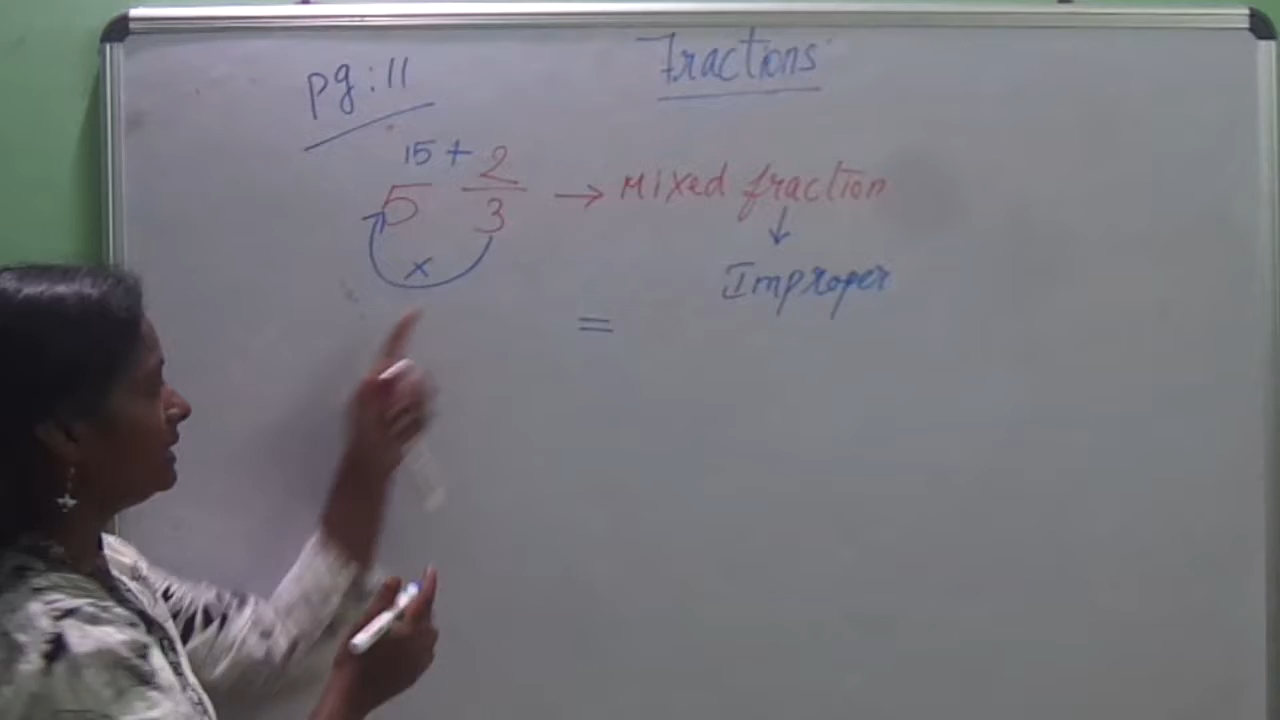 Fractions
pg:11
15 +
5 2/3 → Mixed fraction
×
↓
Improper
=